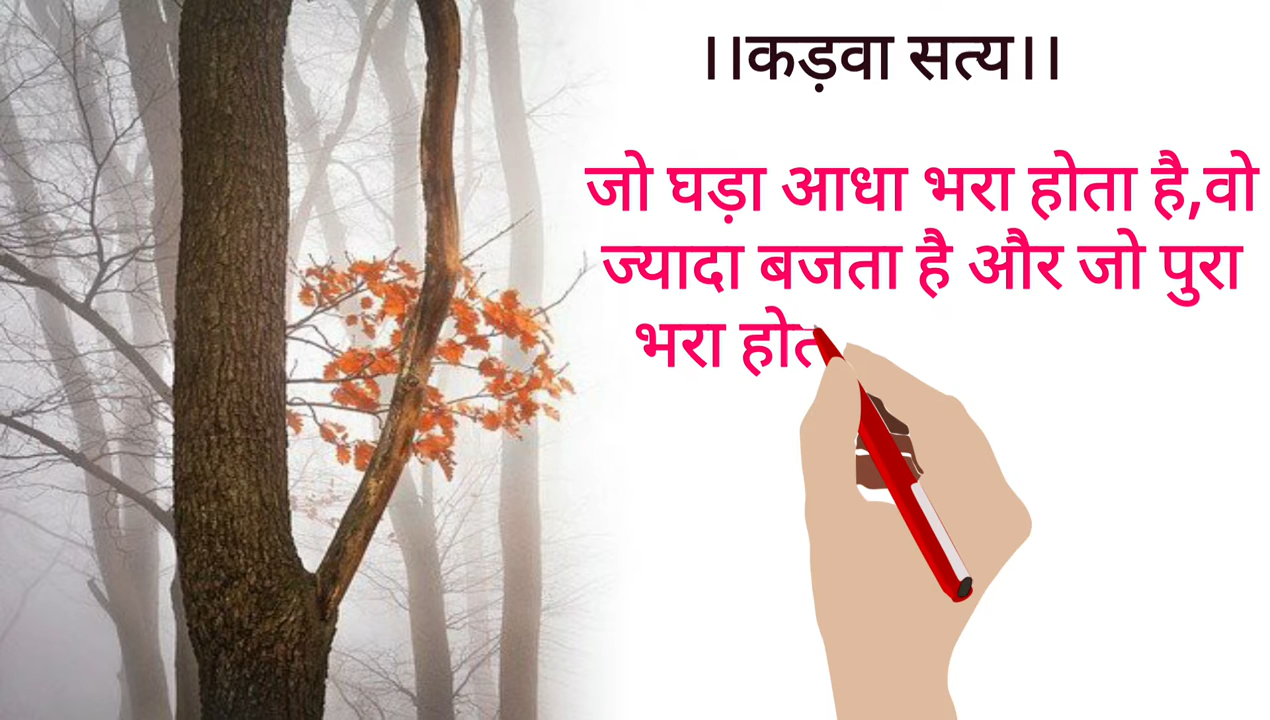 ।।कड़वा सत्य।।
जो घड़ा आधा भरा होता है,वो
ज्यादा बजता है और जो पुरा
भरा होत